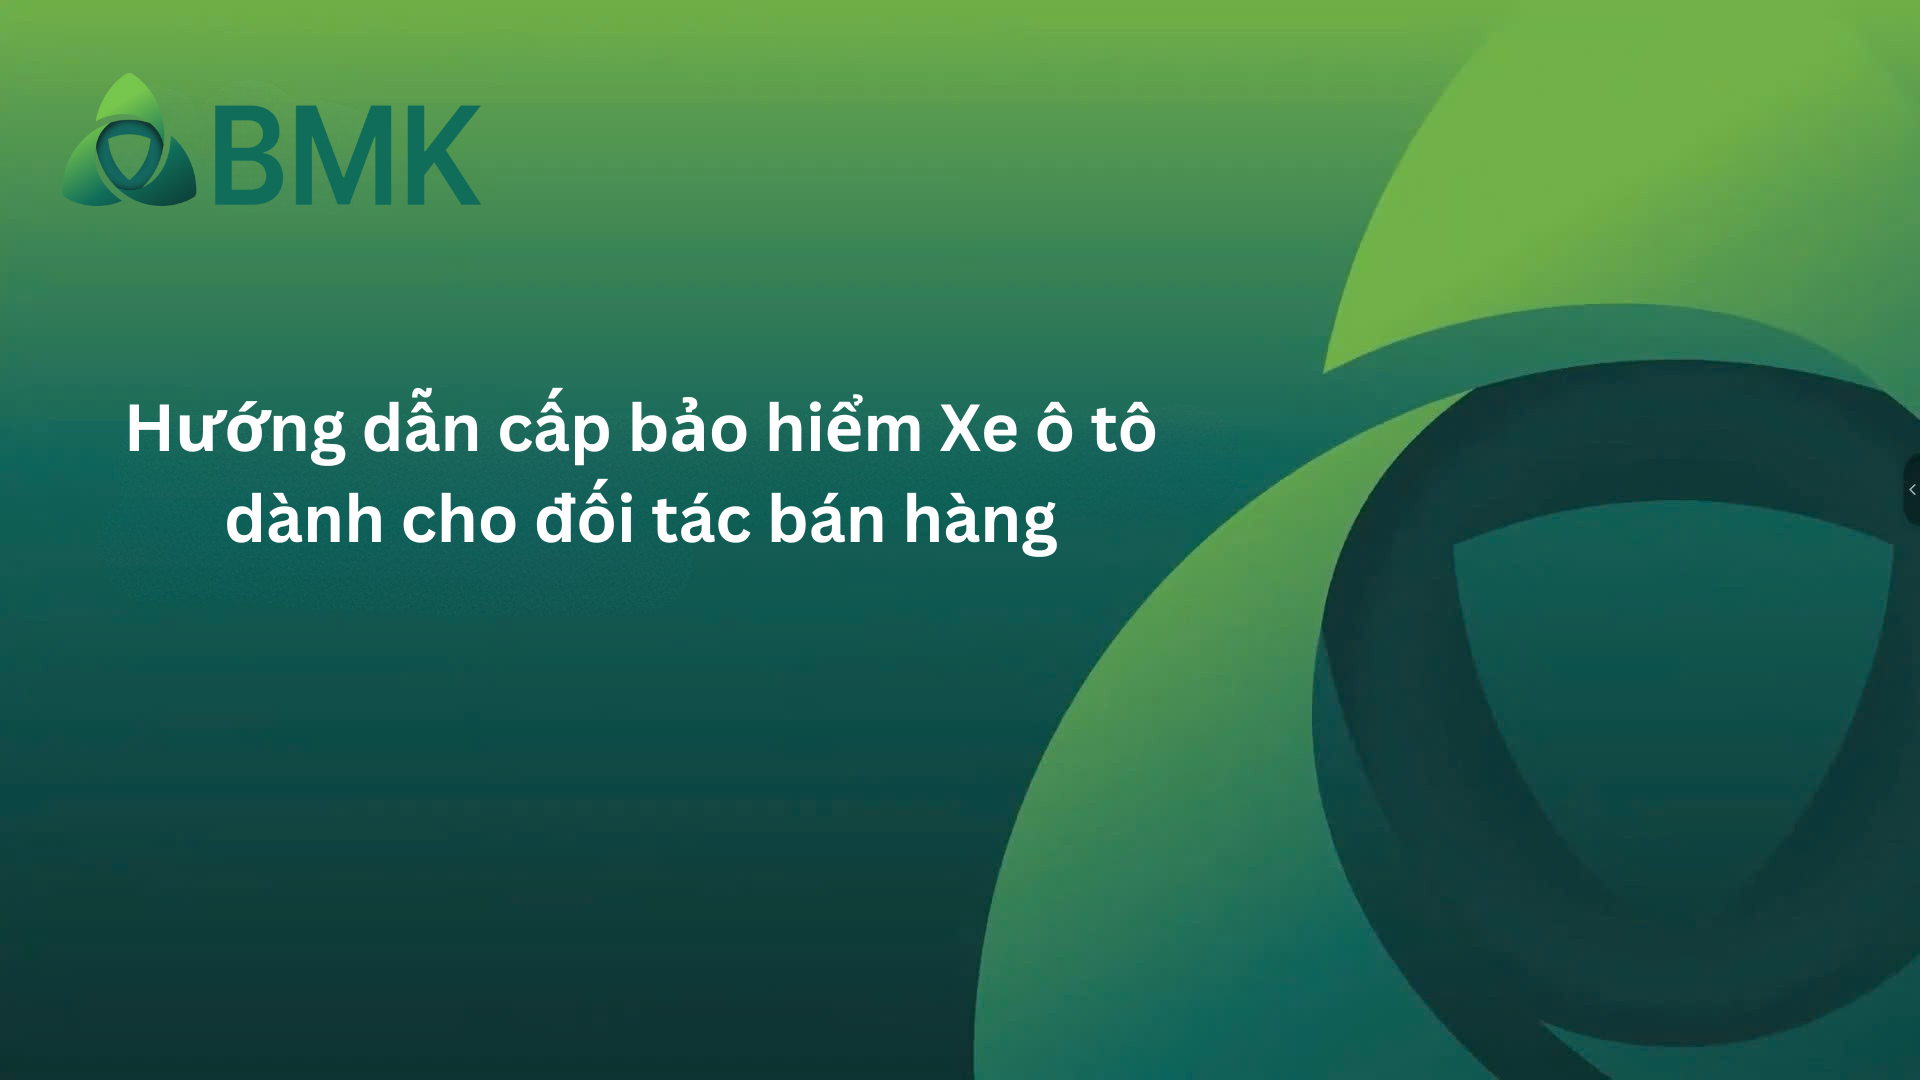 BMK
Hướng dẫn cấp bảo hiểm Xe ô tô
dành cho đối tác bán hàng